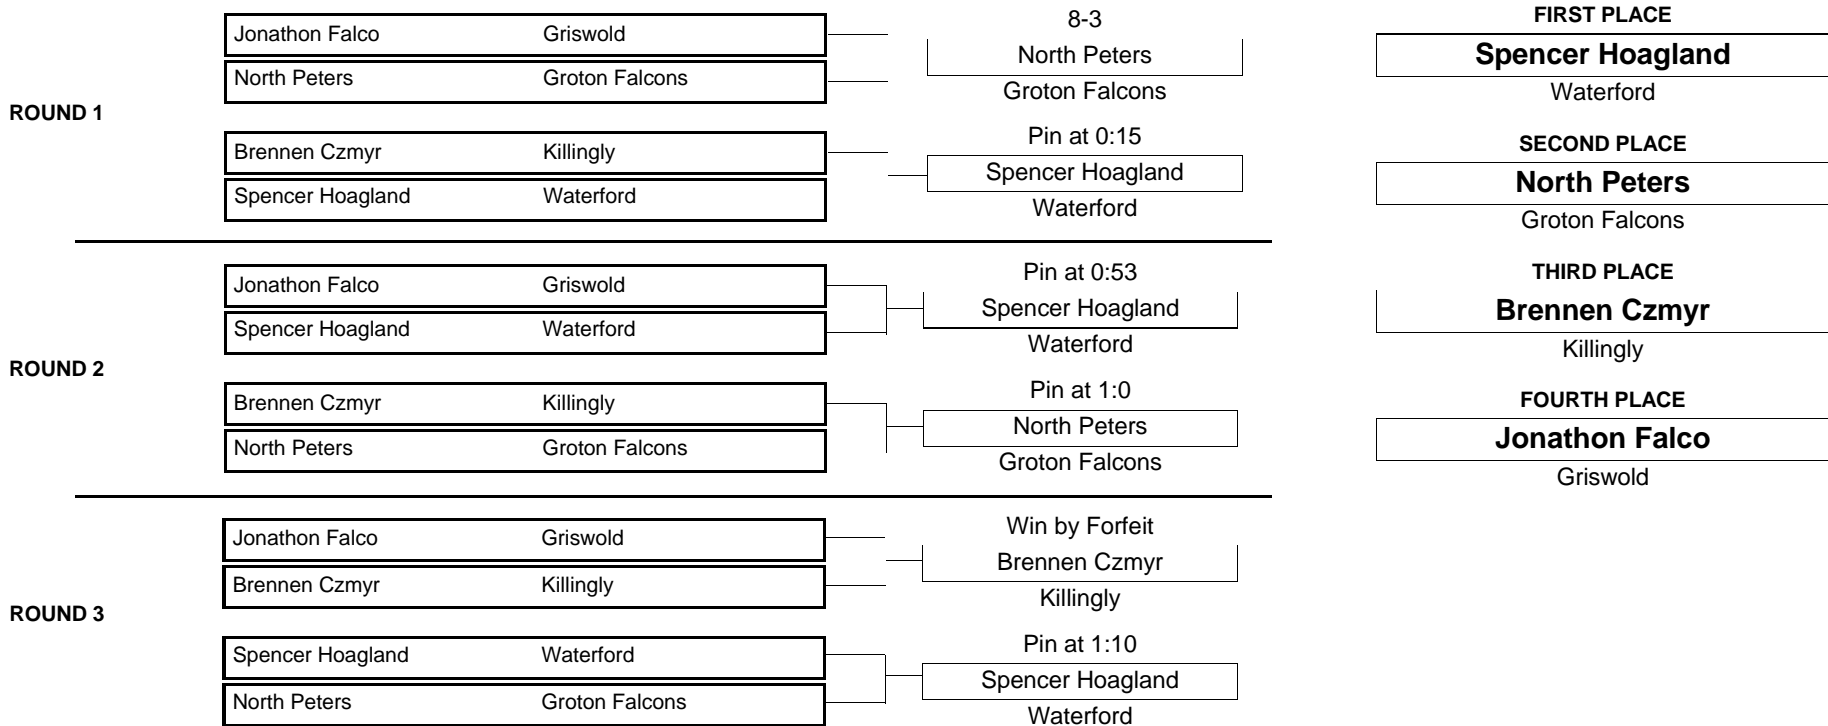 ROUND 1
Jonathon Falco Griswold
North Peters Groton Falcons
8-3
North Peters
Groton Falcons
Brennen Czmyr Killingly
Spencer Hoagland Waterford
Pin at 0:15
Spencer Hoagland
Waterford
ROUND 2
Jonathon Falco Griswold
Spencer Hoagland Waterford
Pin at 0:53
Spencer Hoagland
Waterford
Brennen Czmyr Killingly
North Peters Groton Falcons
Pin at 1:0
North Peters
Groton Falcons
ROUND 3
Jonathon Falco Griswold
Brennen Czmyr Killingly
Win by Forfeit
Brennen Czmyr
Killingly
Spencer Hoagland Waterford
North Peters Groton Falcons
Pin at 1:10
Spencer Hoagland
Waterford
FIRST PLACE
Spencer Hoagland
Waterford
SECOND PLACE
North Peters
Groton Falcons
THIRD PLACE
Brennen Czmyr
Killingly
FOURTH PLACE
Jonathon Falco
Griswold